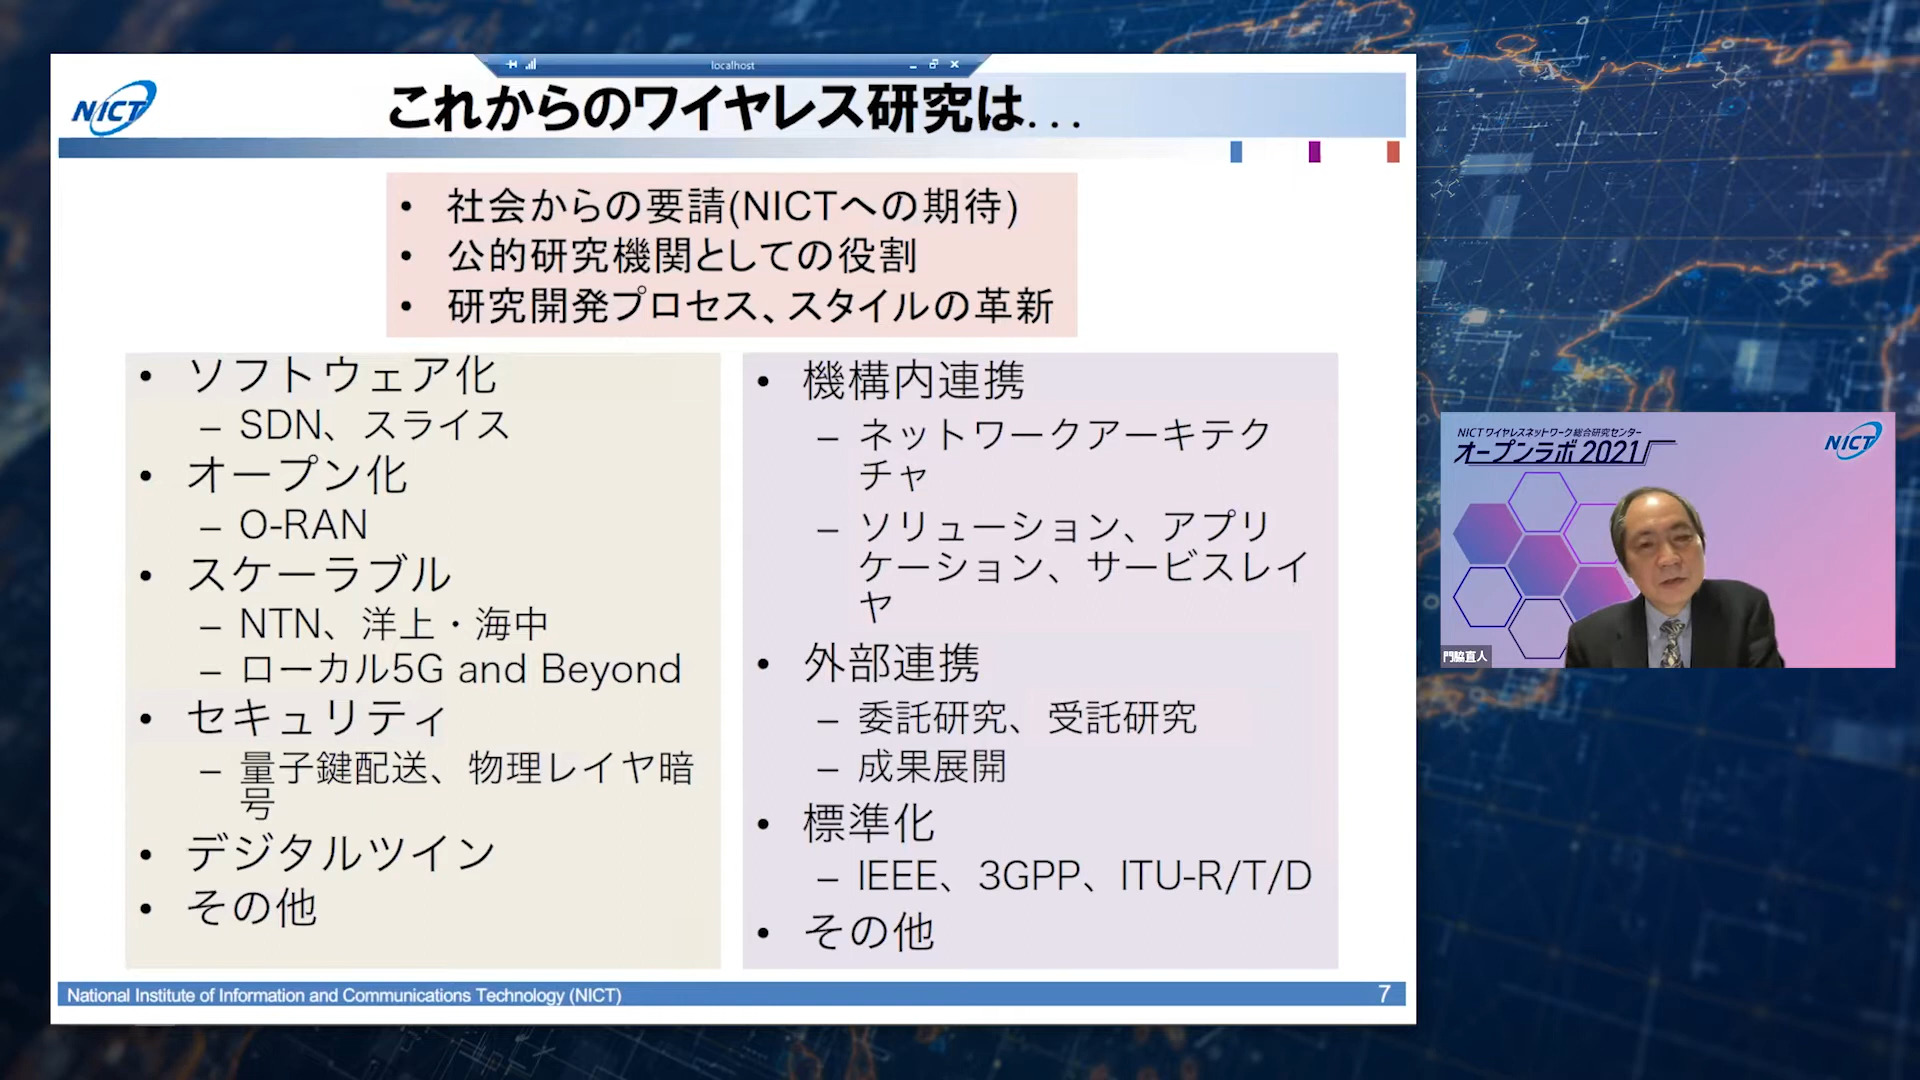 localhost
NICT
これからのワイヤレス研究は...
• 社会からの要請(NICTへの期待)
• 公的研究機関としての役割
• 研究開発プロセス、スタイルの革新
• ソフトウェア化
– SDN、スライス
• オープン化
– O-RAN
• スケーラブル
– NTN、洋上・海中
– ローカル5G and Beyond
• セキュリティ
– 量子鍵配送、物理レイヤ暗
号
• デジタルツイン
• その他
• 機構内連携
– ネットワークアーキテク
チャ
– ソリューション、アプリ
ケーション、サービスレイ
ヤ
• 外部連携
– 委託研究、受託研究
– 成果展開
• 標準化
– IEEE、3GPP、ITU-R/T/D
• その他
National Institute of Information and Communications Technology (NICT)
7
NICT ワイヤレスネットワーク総合研究センター
オープンラボ 2021
NICT
門脇直人